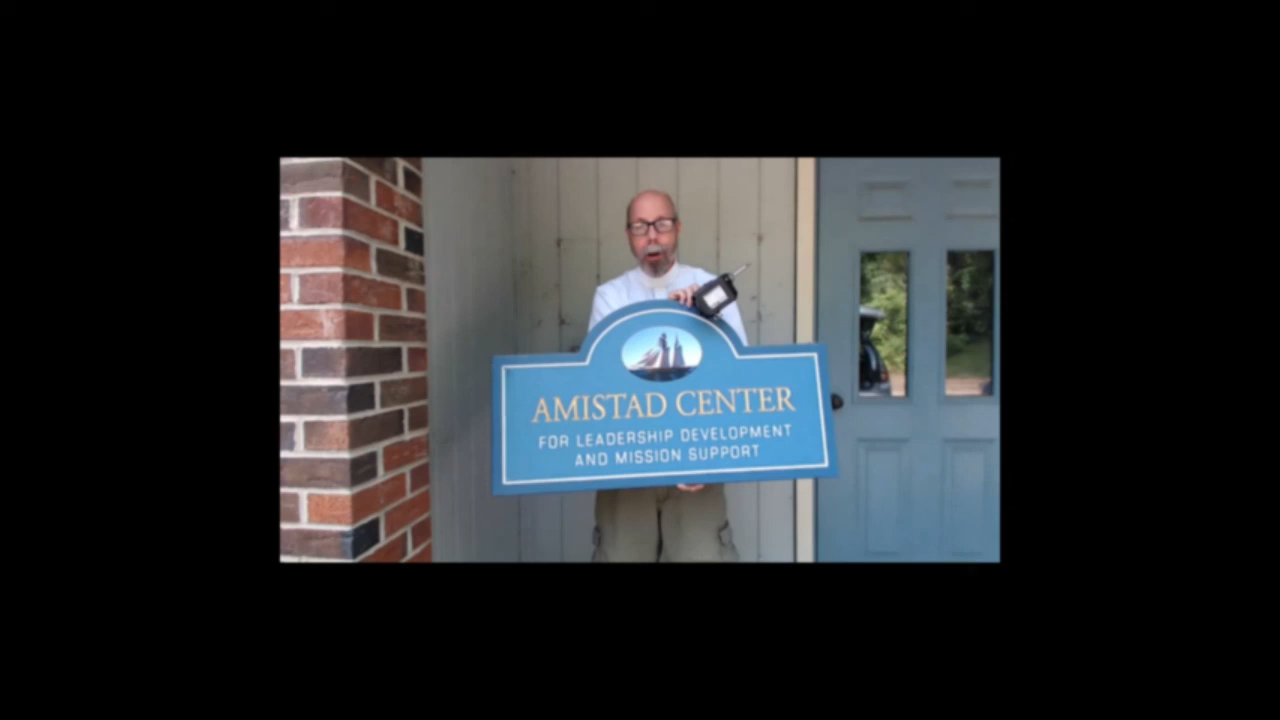 AMISTAD CENTER
FOR LEADERSHIP DEVELOPMENT
AND MISSION SUPPORT